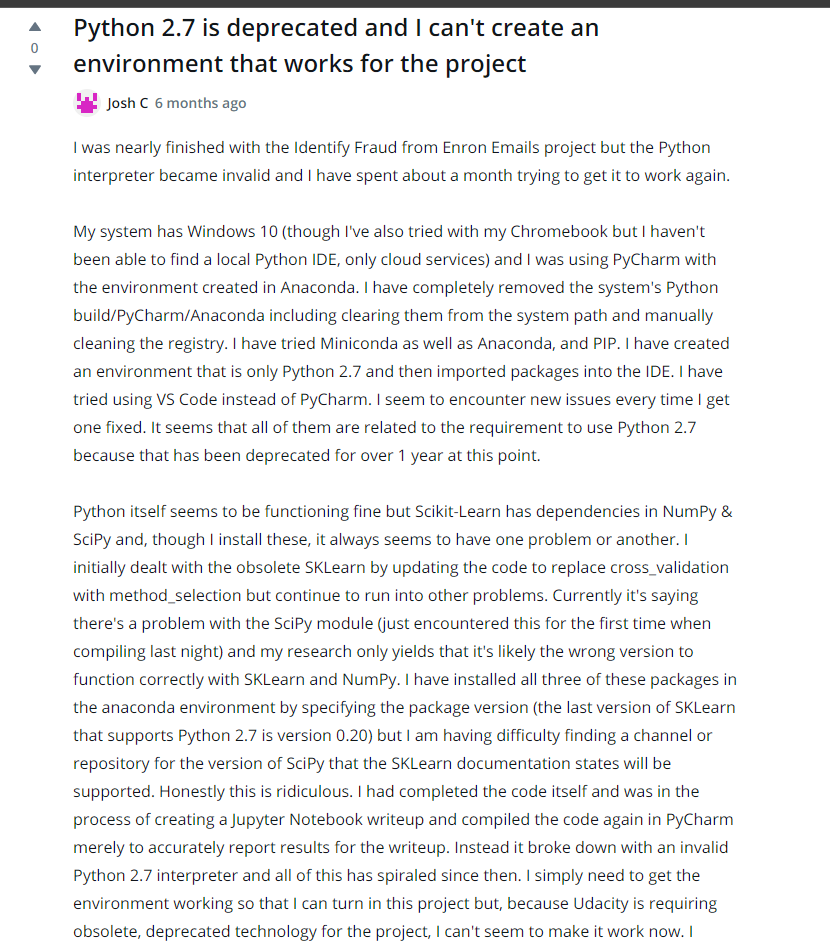 Python 2.7 is deprecated and I can't create an
environment that works for the project
0
Josh C 6 months ago
I was nearly finished with the Identify Fraud from Enron Emails project but the Python
interpreter became invalid and I have spent about a month trying to get it to work again.
My system has Windows 10 (though I've also tried with my Chromebook but I haven't
been able to find a local Python IDE, only cloud services) and I was using PyCharm with
the environment created in Anaconda. I have completely removed the system's Python
build/PyCharm/Anaconda including clearing them from the system path and manually
cleaning the registry. I have tried Miniconda as well as Anaconda, and PIP. I have created
an environment that is only Python 2.7 and then imported packages into the IDE. I have
tried using VS Code instead of PyCharm. I seem to encounter new issues every time I get
one fixed. It seems that all of them are related to the requirement to use Python 2.7
because that has been deprecated for over 1 year at this point.
Python itself seems to be functioning fine but Scikit-Learn has dependencies in NumPy &
SciPy and, though I install these, it always seems to have one problem or another. I
initially dealt with the obsolete SKLearn by updating the code to replace cross_validation
with method_selection but continue to run into other problems. Currently it's saying
there's a problem with the SciPy module (just encountered this for the first time when
compiling last night) and my research only yields that it's likely the wrong version to
function correctly with SKLearn and NumPy. I have installed all three of these packages in
the anaconda environment by specifying the package version (the last version of SKLearn
that supports Python 2.7 is version 0.20) but I am having difficulty finding a channel or
repository for the version of SciPy that the SKLearn documentation states will be
supported. Honestly this is ridiculous. I had completed the code itself and was in the
process of creating a Jupyter Notebook writeup and compiled the code again in PyCharm
merely to accurately report results for the writeup. Instead it broke down with an invalid
Python 2.7 interpreter and all of this has spiraled since then. I simply need to get the
environment working so that I can turn in this project but, because Udacity is requiring
obsolete, deprecated technology for the project, I can't seem to make it work now. I